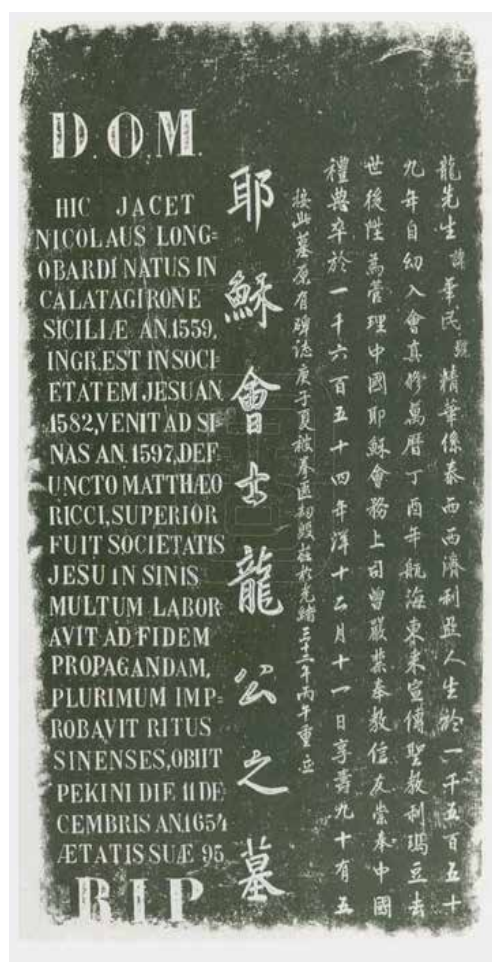 D.O.M.
HIC JACET
NICOLAUS LONG=
OBARDI NATUS IN
CALATAGIRONE
SICILIÆ AN.1559,
INGR.EST IN SOCI-
ETATEM JESU AN
1582,VENIT AD SI-
NAS AN.1597,DEF-
UNCTO MATTHÆO
RICCI,SUPERIOR
FUIT SOCIETATIS
JESU IN SINIS
MULTUM LABOR-
AVIT AD FIDEM
PROPAGANDAM,
PLURIMUM IMP=
ROBAVIT RITUS
SINENSES,OBIIT
PEKINI DIE 11 DE
CEMBRIS AN.1654
ÆTATIS SUÆ 95
RIP
耶穌會士龍公之墓
龍先生諱華民號精華係泰西西濟利亞人生於一千五百五十
九年自幼入會真修萬曆丁酉年航海東來宣傳聖教利瑪豆去
世後陞為管理中國耶穌會務上司曾嚴禁奉教信友崇奉中國
禮典卒於一千六百五十四年洋十二月十一日享壽九十有五
按此墓原有碑誌庚子夏被拳匪毀茲於光緒三十二年丙午重立